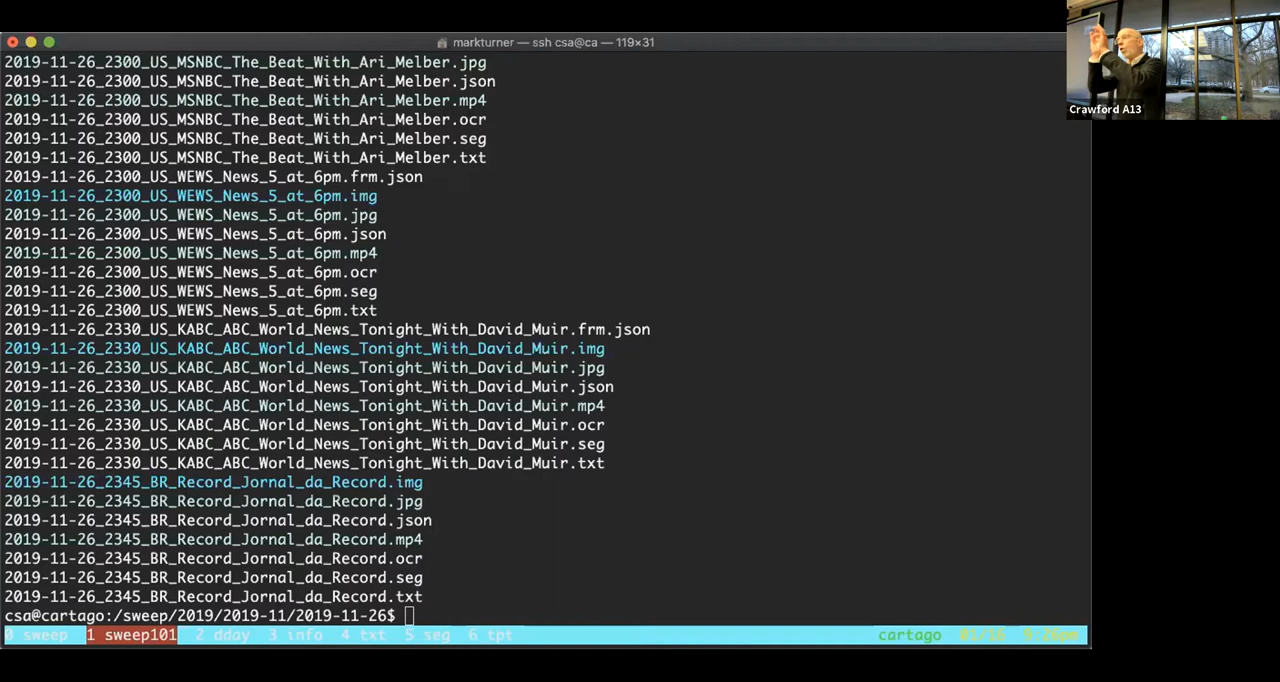 markturner — ssh csa@ca — 119×31
Crawford A13
2019-11-26_2300_US_MSNBC_The_Beat_With_Ari_Melber.jpg
2019-11-26_2300_US_MSNBC_The_Beat_With_Ari_Melber.json
2019-11-26_2300_US_MSNBC_The_Beat_With_Ari_Melber.mp4
2019-11-26_2300_US_MSNBC_The_Beat_With_Ari_Melber.ocr
2019-11-26_2300_US_MSNBC_The_Beat_With_Ari_Melber.seg
2019-11-26_2300_US_MSNBC_The_Beat_With_Ari_Melber.txt
2019-11-26_2300_US_WEWS_News_5_at_6pm.frm.json
2019-11-26_2300_US_WEWS_News_5_at_6pm.img
2019-11-26_2300_US_WEWS_News_5_at_6pm.jpg
2019-11-26_2300_US_WEWS_News_5_at_6pm.json
2019-11-26_2300_US_WEWS_News_5_at_6pm.mp4
2019-11-26_2300_US_WEWS_News_5_at_6pm.ocr
2019-11-26_2300_US_WEWS_News_5_at_6pm.seg
2019-11-26_2300_US_WEWS_News_5_at_6pm.txt
2019-11-26_2330_US_KABC_ABC_World_News_Tonight_With_David_Muir.frm.json
2019-11-26_2330_US_KABC_ABC_World_News_Tonight_With_David_Muir.img
2019-11-26_2330_US_KABC_ABC_World_News_Tonight_With_David_Muir.jpg
2019-11-26_2330_US_KABC_ABC_World_News_Tonight_With_David_Muir.json
2019-11-26_2330_US_KABC_ABC_World_News_Tonight_With_David_Muir.mp4
2019-11-26_2330_US_KABC_ABC_World_News_Tonight_With_David_Muir.ocr
2019-11-26_2330_US_KABC_ABC_World_News_Tonight_With_David_Muir.seg
2019-11-26_2330_US_KABC_ABC_World_News_Tonight_With_David_Muir.txt
2019-11-26_2345_BR_Record_Jornal_da_Record.img
2019-11-26_2345_BR_Record_Jornal_da_Record.jpg
2019-11-26_2345_BR_Record_Jornal_da_Record.json
2019-11-26_2345_BR_Record_Jornal_da_Record.mp4
2019-11-26_2345_BR_Record_Jornal_da_Record.ocr
2019-11-26_2345_BR_Record_Jornal_da_Record.seg
2019-11-26_2345_BR_Record_Jornal_da_Record.txt
csa@cartago:/sweep/2019/2019-11/2019-11-26$
0 sweep 1 sweep101 2 dday 3 info 4 txt 5 seg 6 tpt cartago 01/16 9:26pm